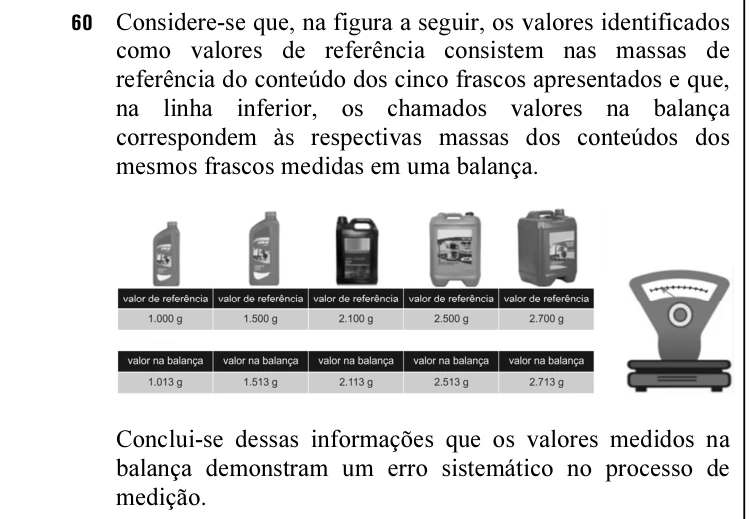 60 Considere-se que, na figura a seguir, os valores identificados
como valores de referência consistem nas massas de
referência do conteúdo dos cinco frascos apresentados e que,
na linha inferior, os chamados valores na balança
correspondem às respectivas massas dos conteúdos dos
mesmos frascos medidas em uma balança.
valor de referência valor de referência valor de referência valor de referência valor de referência
1.000 g 1.500 g 2.100 g 2.500 g 2.700 g
valor na balança valor na balança valor na balança valor na balança valor na balança
1.013 g 1.513 g 2.113 g 2.513 g 2.713 g
Conclui-se dessas informações que os valores medidos na
balança demonstram um erro sistemático no processo de
medição.